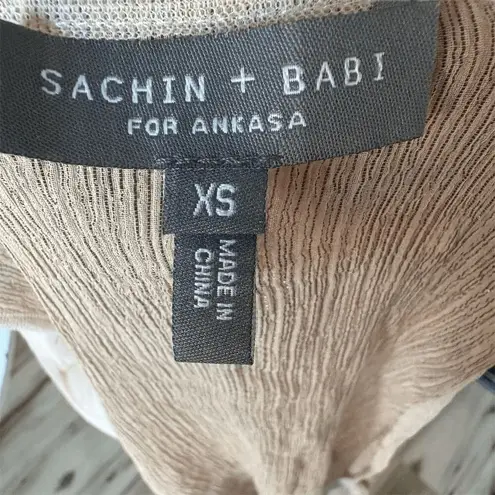 SACHIN + BABI
FOR ANKASA
XS
MADE IN
CHINA